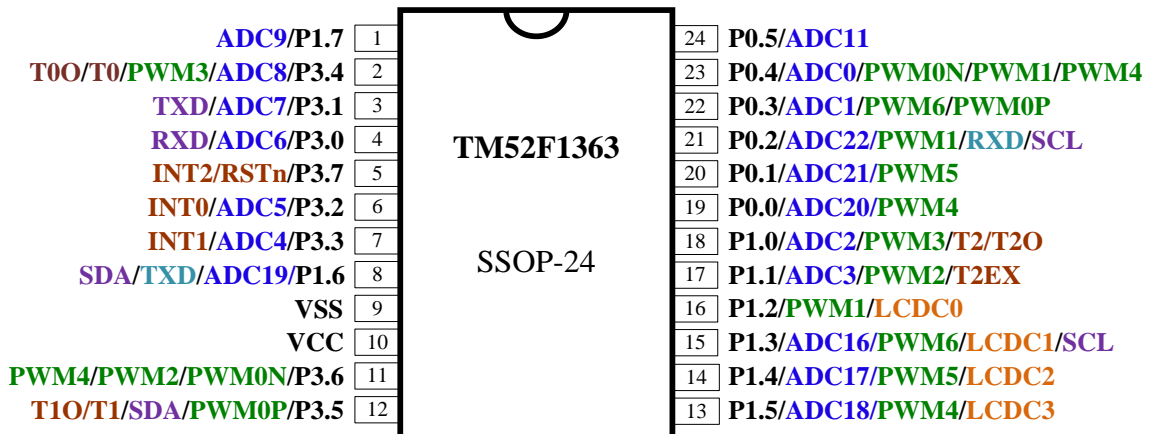 ADC9/P1.7 1
T0O/T0/PWM3/ADC8/P3.4 2
TXD/ADC7/P3.1 3
RXD/ADC6/P3.0 4
INT2/RSTn/P3.7 5
INT0/ADC5/P3.2 6
INT1/ADC4/P3.3 7
SDA/TXD/ADC19/P1.6 8
VSS 9
VCC 10
PWM4/PWM2/PWM0N/P3.6 11
T1O/T1/SDA/PWM0P/P3.5 12
TM52F1363
SSOP-24
24 P0.5/ADC11
23 P0.4/ADC0/PWM0N/PWM1/PWM4
22 P0.3/ADC1/PWM6/PWM0P
21 P0.2/ADC22/PWM1/RXD/SCL
20 P0.1/ADC21/PWM5
19 P0.0/ADC20/PWM4
18 P1.0/ADC2/PWM3/T2/T2O
17 P1.1/ADC3/PWM2/T2EX
16 P1.2/PWM1/LCDC0
15 P1.3/ADC16/PWM6/LCDC1/SCL
14 P1.4/ADC17/PWM5/LCDC2
13 P1.5/ADC18/PWM4/LCDC3